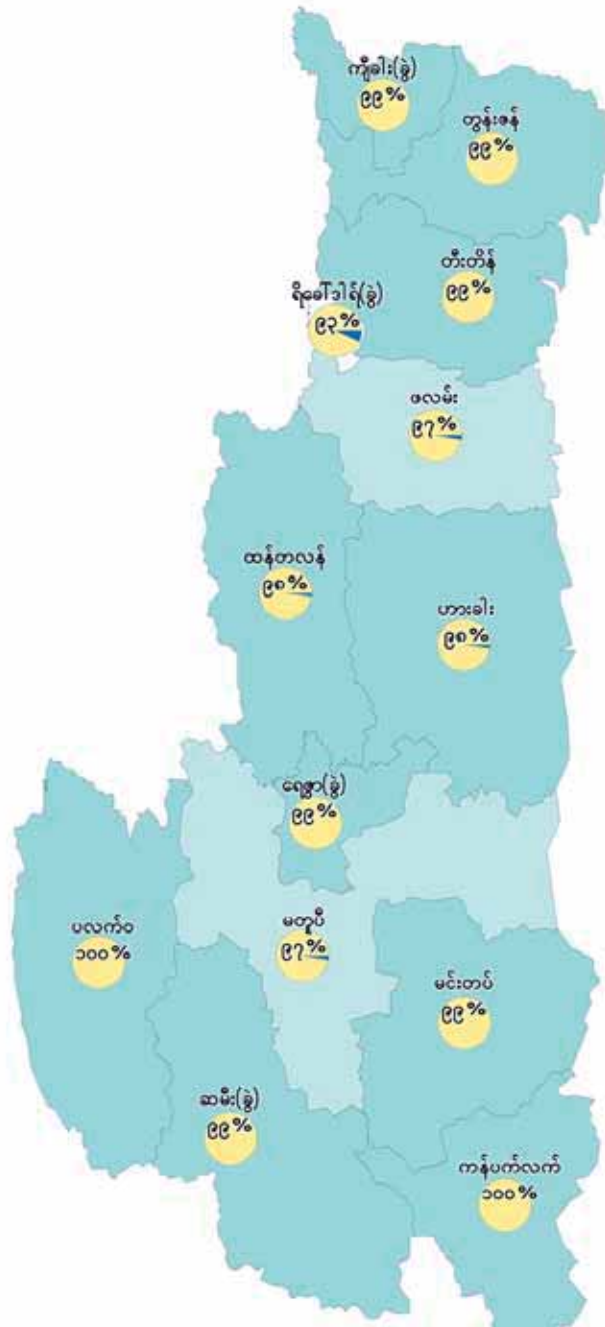 ကျီခါး(ခွဲ)
၉၉%
တွန်းဇန်
၉၉%
တီးတိန်
၉၉%
ရိခေါ်ဒါရ်(ခွဲ)
၉၃%
ဖလမ်း
၉၇%
ထန်တလန်
၉၈%
ဟားခါး
၉၈%
ရေဇွာ(ခွဲ)
၉၉%
ပလက်ဝ
၁၀၀%
မတူပီ
၉၇%
မင်းတပ်
၉၉%
ဆမီး(ခွဲ)
၉၉%
ကန်ပက်လက်
၁၀၀%